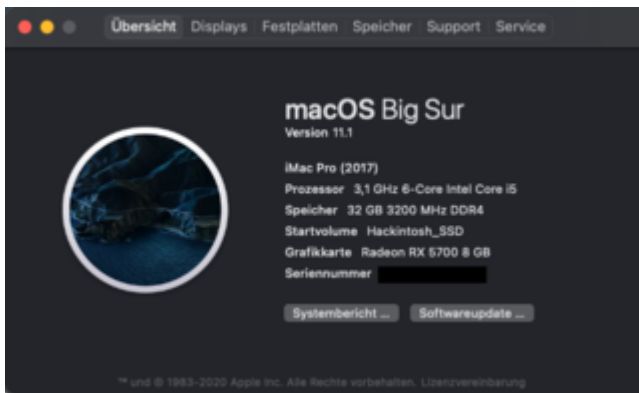 Übersicht Displays Festplatten Speicher Support Service
macOS Big Sur
Version 11.1
iMac Pro (2017)
Prozessor 3,1 GHz 6-Core Intel Core i5
Speicher 32 GB 3200 MHz DDR4
Startvolume Hackintosh_SSD
Grafikkarte Radeon RX 5700 8 GB
Seriennummer
Systembericht ...
Softwareupdate ...
™ und © 1983-2020 Apple Inc. Alle Rechte vorbehalten. Lizenzvereinbarung